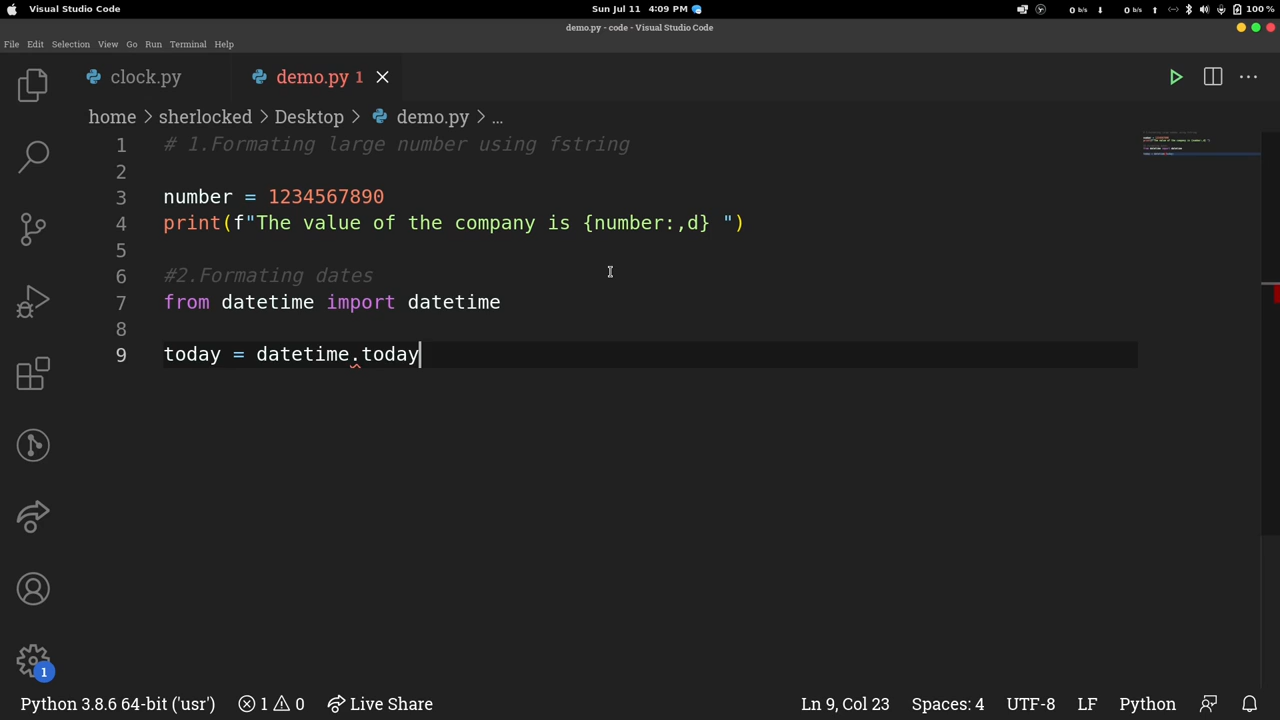 Visual Studio Code
Sun Jul 11 4:09 PM
0 b/s 0 b/s 100 %
demo.py - code - Visual Studio Code
File Edit Selection View Go Run Terminal Help
clock.py demo.py 1
home > sherlocked > Desktop > demo.py > ...
1 # 1.Formating large number using fstring
2
3 number = 1234567890
4 print(f"The value of the company is {number:,d} ")
5
6 #2.Formating dates
7 from datetime import datetime
8
9 today = datetime.today
1
Python 3.8.6 64-bit ('usr') 1 0 Live Share Ln 9, Col 23 Spaces: 4 UTF-8 LF Python